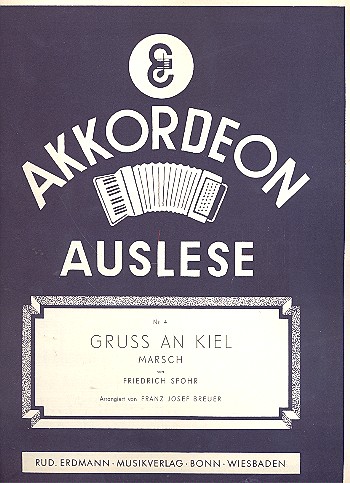 E
AKKORDEON
AUSLESE
Nr. 4
GRUSS AN KIEL
MARSCH
von
FRIEDRICH SPOHR
Arrangiert von FRANZ JOSEF BREUER
RUD. ERDMANN · MUSIKVERLAG · BONN · WIESBADEN